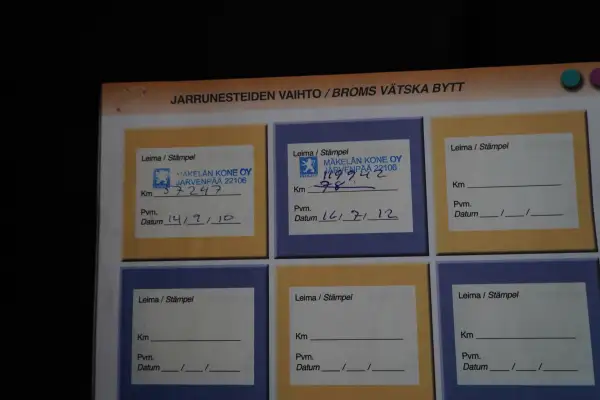 JARRUNESTEIDEN VAIHTO / BROMS VÄTSKA BYTT
Leima / Stämpel
MÄKELÄN KONE OY
JÄRVENPÄÄ 22106
Km 57247
Pvm.
Datum 14 / 9 / 10
Leima / Stämpel
MÄKELÄN KONE OY
JÄRVENPÄÄ 22106
Km
Pvm.
Datum 16 / 7 / 12
Leima / Stämpel
Km
Pvm.
Datum / /
Leima / Stämpel
Km
Pvm.
Datum / /
Leima / Stämpel
Km
Pvm.
Datum / /
Leima / Stämpel
Km
Pvm.
Datum / /